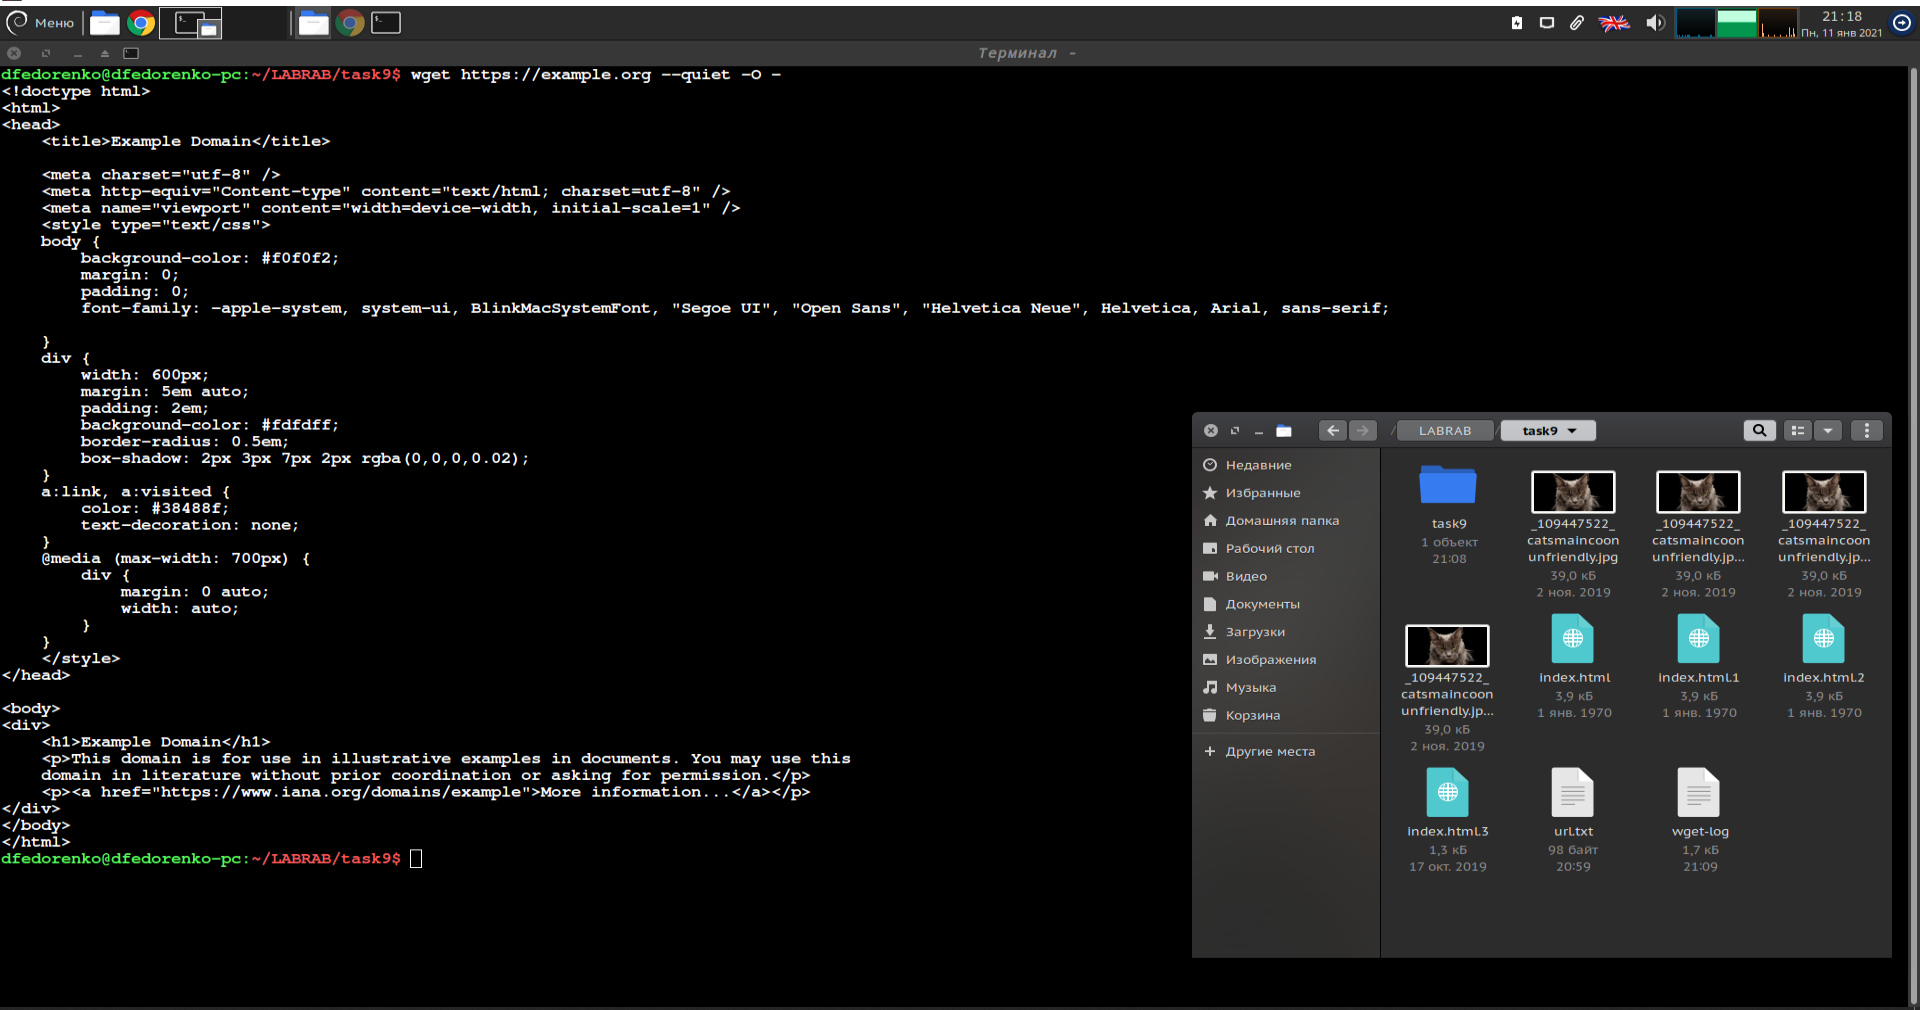 Меню
21:18
Пн, 11 янв 2021
Терминал -
dfedorenko@dfedorenko-pc:~/LABRAB/task9$ wget https://example.org --quiet -O -
<!doctype html>
<html>
<head>
    <title>Example Domain</title>

    <meta charset="utf-8" />
    <meta http-equiv="Content-type" content="text/html; charset=utf-8" />
    <meta name="viewport" content="width=device-width, initial-scale=1" />
    <style type="text/css">
    body {
        background-color: #f0f0f2;
        margin: 0;
        padding: 0;
        font-family: -apple-system, system-ui, BlinkMacSystemFont, "Segoe UI", "Open Sans", "Helvetica Neue", Helvetica, Arial, sans-serif;

    }
    div {
        width: 600px;
        margin: 5em auto;
        padding: 2em;
        background-color: #fdfdff;
        border-radius: 0.5em;
        box-shadow: 2px 3px 7px 2px rgba(0,0,0,0.02);
    }
    a:link, a:visited {
        color: #38488f;
        text-decoration: none;
    }
    @media (max-width: 700px) {
        div {
            margin: 0 auto;
            width: auto;
        }
    }
    </style>
</head>

<body>
<div>
    <h1>Example Domain</h1>
    <p>This domain is for use in illustrative examples in documents. You may use this
    domain in literature without prior coordination or asking for permission.</p>
    <p><a href="https://www.iana.org/domains/example">More information...</a></p>
</div>
</body>
</html>
dfedorenko@dfedorenko-pc:~/LABRAB/task9$
/ LABRAB / task9
Недавние
Избранные
Домашняя папка
Рабочий стол
Видео
Документы
Загрузки
Изображения
Музыка
Корзина
+ Другие места
task9
1 объект
21:08
_109447522_
catsmaincoon
unfriendly.jpg
39,0 кБ
2 ноя. 2019
_109447522_
catsmaincoon
unfriendly.jp...
39,0 кБ
2 ноя. 2019
_109447522_
catsmaincoon
unfriendly.jp...
39,0 кБ
2 ноя. 2019
_109447522_
catsmaincoon
unfriendly.jp...
39,0 кБ
2 ноя. 2019
index.html
3,9 кБ
1 янв. 1970
index.html.1
3,9 кБ
1 янв. 1970
index.html.2
3,9 кБ
1 янв. 1970
index.html.3
1,3 кБ
17 окт. 2019
url.txt
98 байт
20:59
wget-log
1,7 кБ
21:09